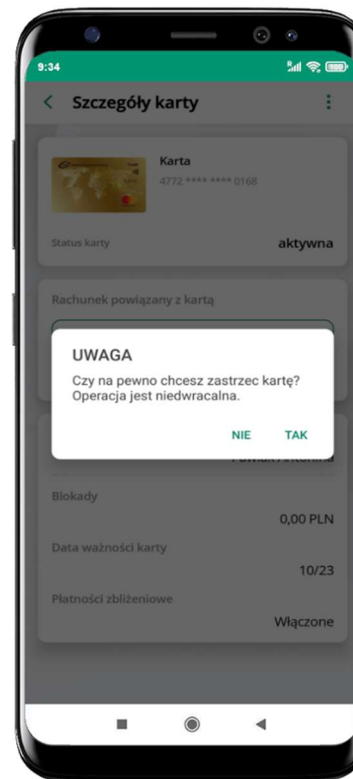 9:34
Szczegóły karty
Karta
4772 **** **** 0168
Status karty
aktywna
Rachunek powiązany z kartą
UWAGA
Czy na pewno chcesz zastrzec kartę?
Operacja jest niedwracalna.
NIE
TAK
Blokady
0,00 PLN
Data ważności karty
10/23
Płatności zbliżeniowe
Włączone